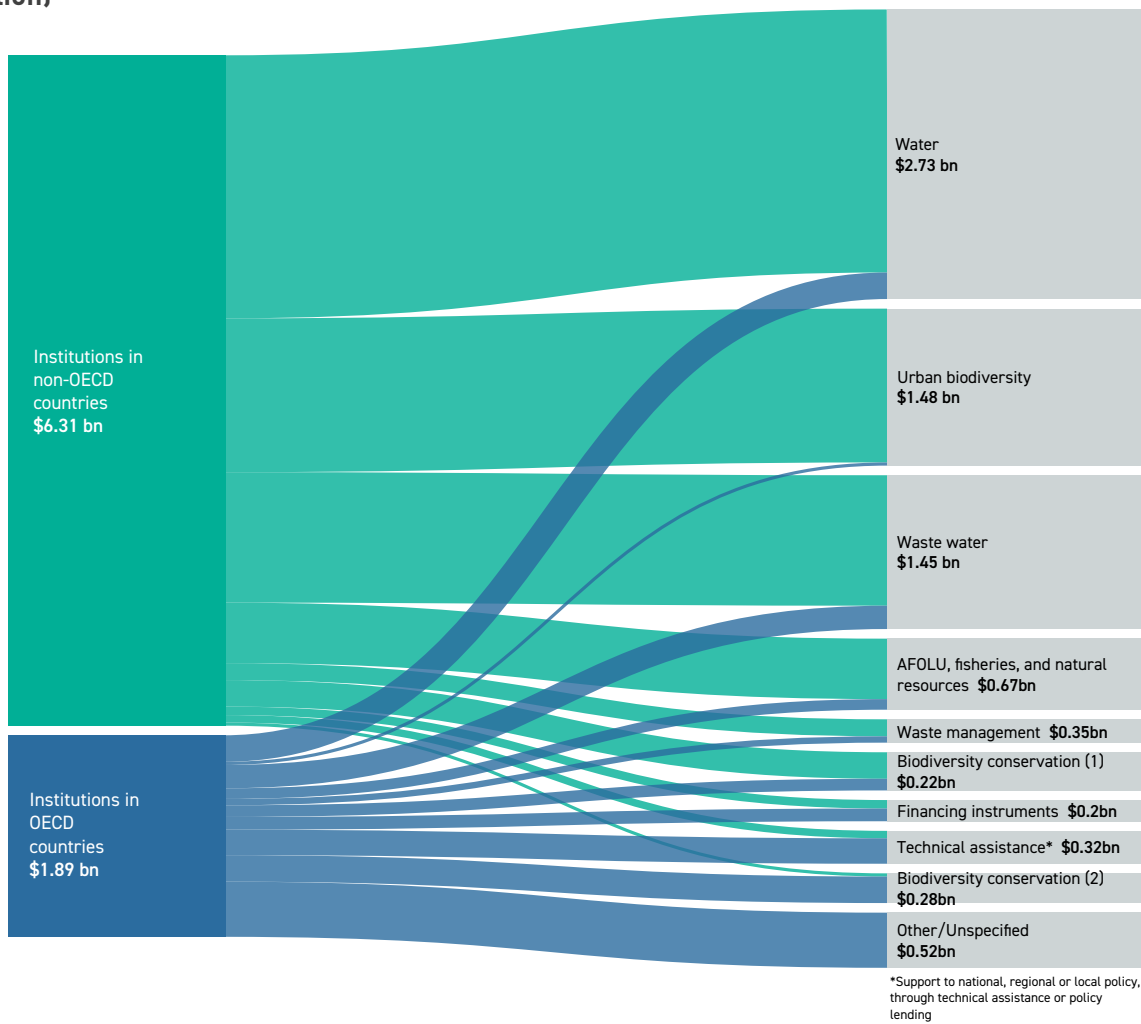 Institutions in
non-OECD
countries
$6.31 bn
Institutions in
OECD
countries
$1.89 bn
Water
$2.73 bn
Urban biodiversity
$1.48 bn
Waste water
$1.45 bn
AFOLU, fisheries, and natural
resources $0.67bn
Waste management $0.35bn
Biodiversity conservation (1)
$0.22bn
Financing instruments $0.2bn
Technical assistance* $0.32bn
Biodiversity conservation (2)
$0.28bn
Other/Unspecified
$0.52bn
*Support to national, regional or local policy,
through technical assistance or policy
lending